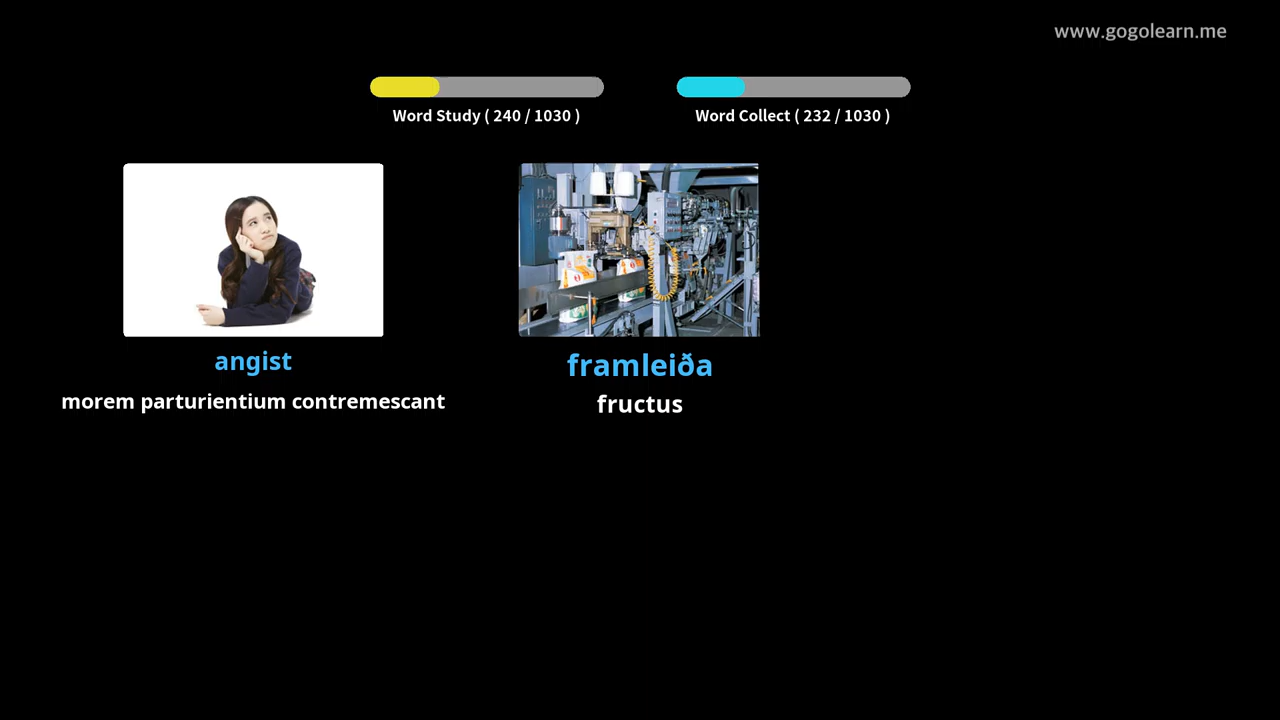 www.gogolearn.me
Word Study ( 240 / 1030 )
Word Collect ( 232 / 1030 )
angist
morem parturientium contremescant
framleiða
fructus